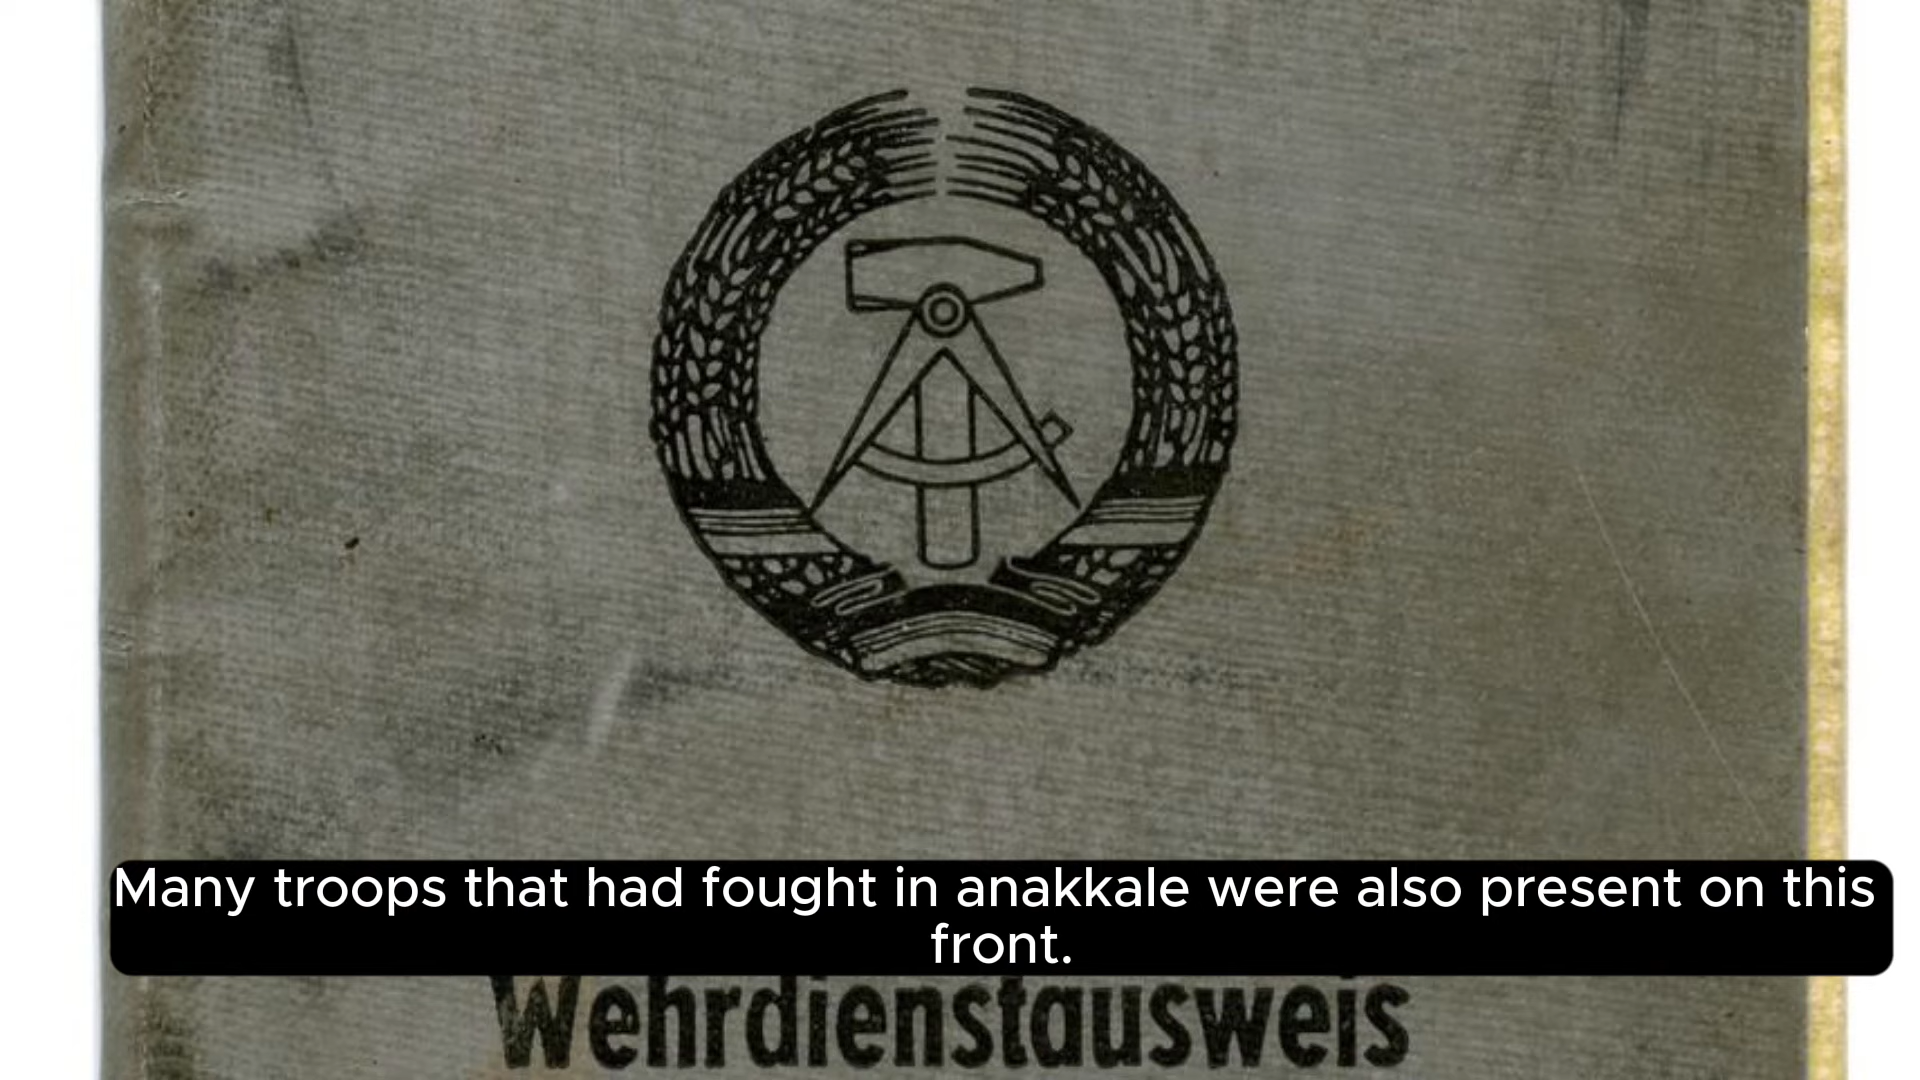 Many troops that had fought in anakkale were also present on this
front.
Wehrdienstausweis